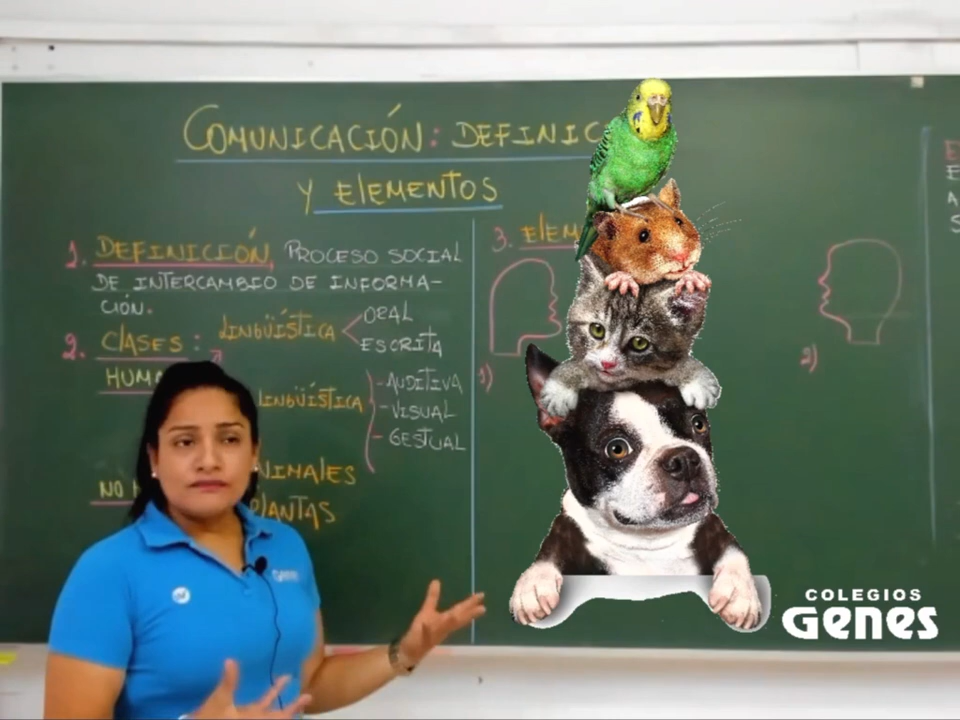 COMUNICACIÓN: DEFINIC
Y ELEMENTOS
1. DEFINICIÓN PROCESO SOCIAL
DE INTERCAMBIO DE INFORMA-
CIÓN.
2. CLASES: LINGÜÍSTICA ORAL
ESCRITA
HUMA
LINGÜÍSTICA -AUDITIVA
-VISUAL
-GESTUAL
NO
NIMALES
PLANTAS
3. ELEM
1)
2)
E
E
A
S
COLEGIOS
GENES